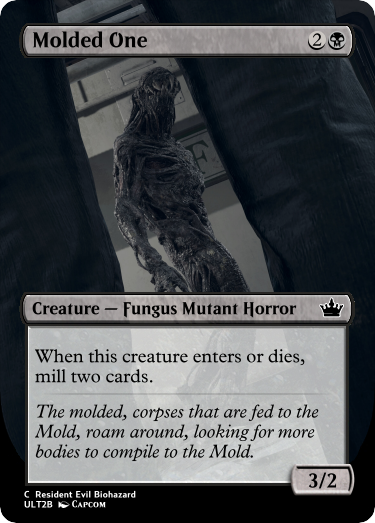 Molded One 2
Creature — Fungus Mutant Horror
When this creature enters or dies,
mill two cards.
The molded, corpses that are fed to the
Mold, roam around, looking for more
bodies to compile to the Mold.
3/2
C Resident Evil Biohazard
ULT2B Capcom